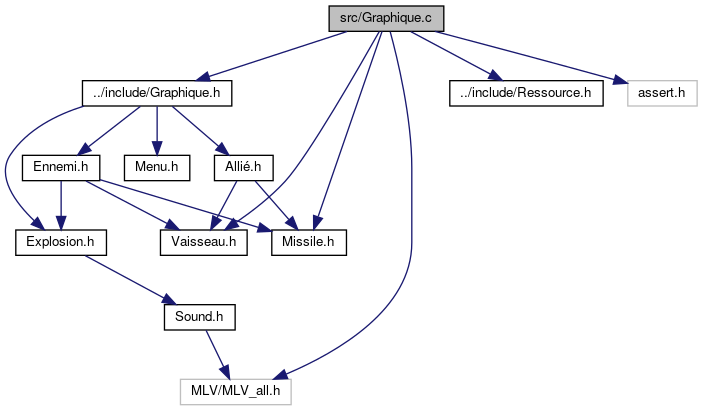 src/Graphique.c
../include/Graphique.h
../include/Ressource.h
assert.h
Ennemi.h
Menu.h
Allié.h
Explosion.h
Vaisseau.h
Missile.h
Sound.h
MLV/MLV_all.h